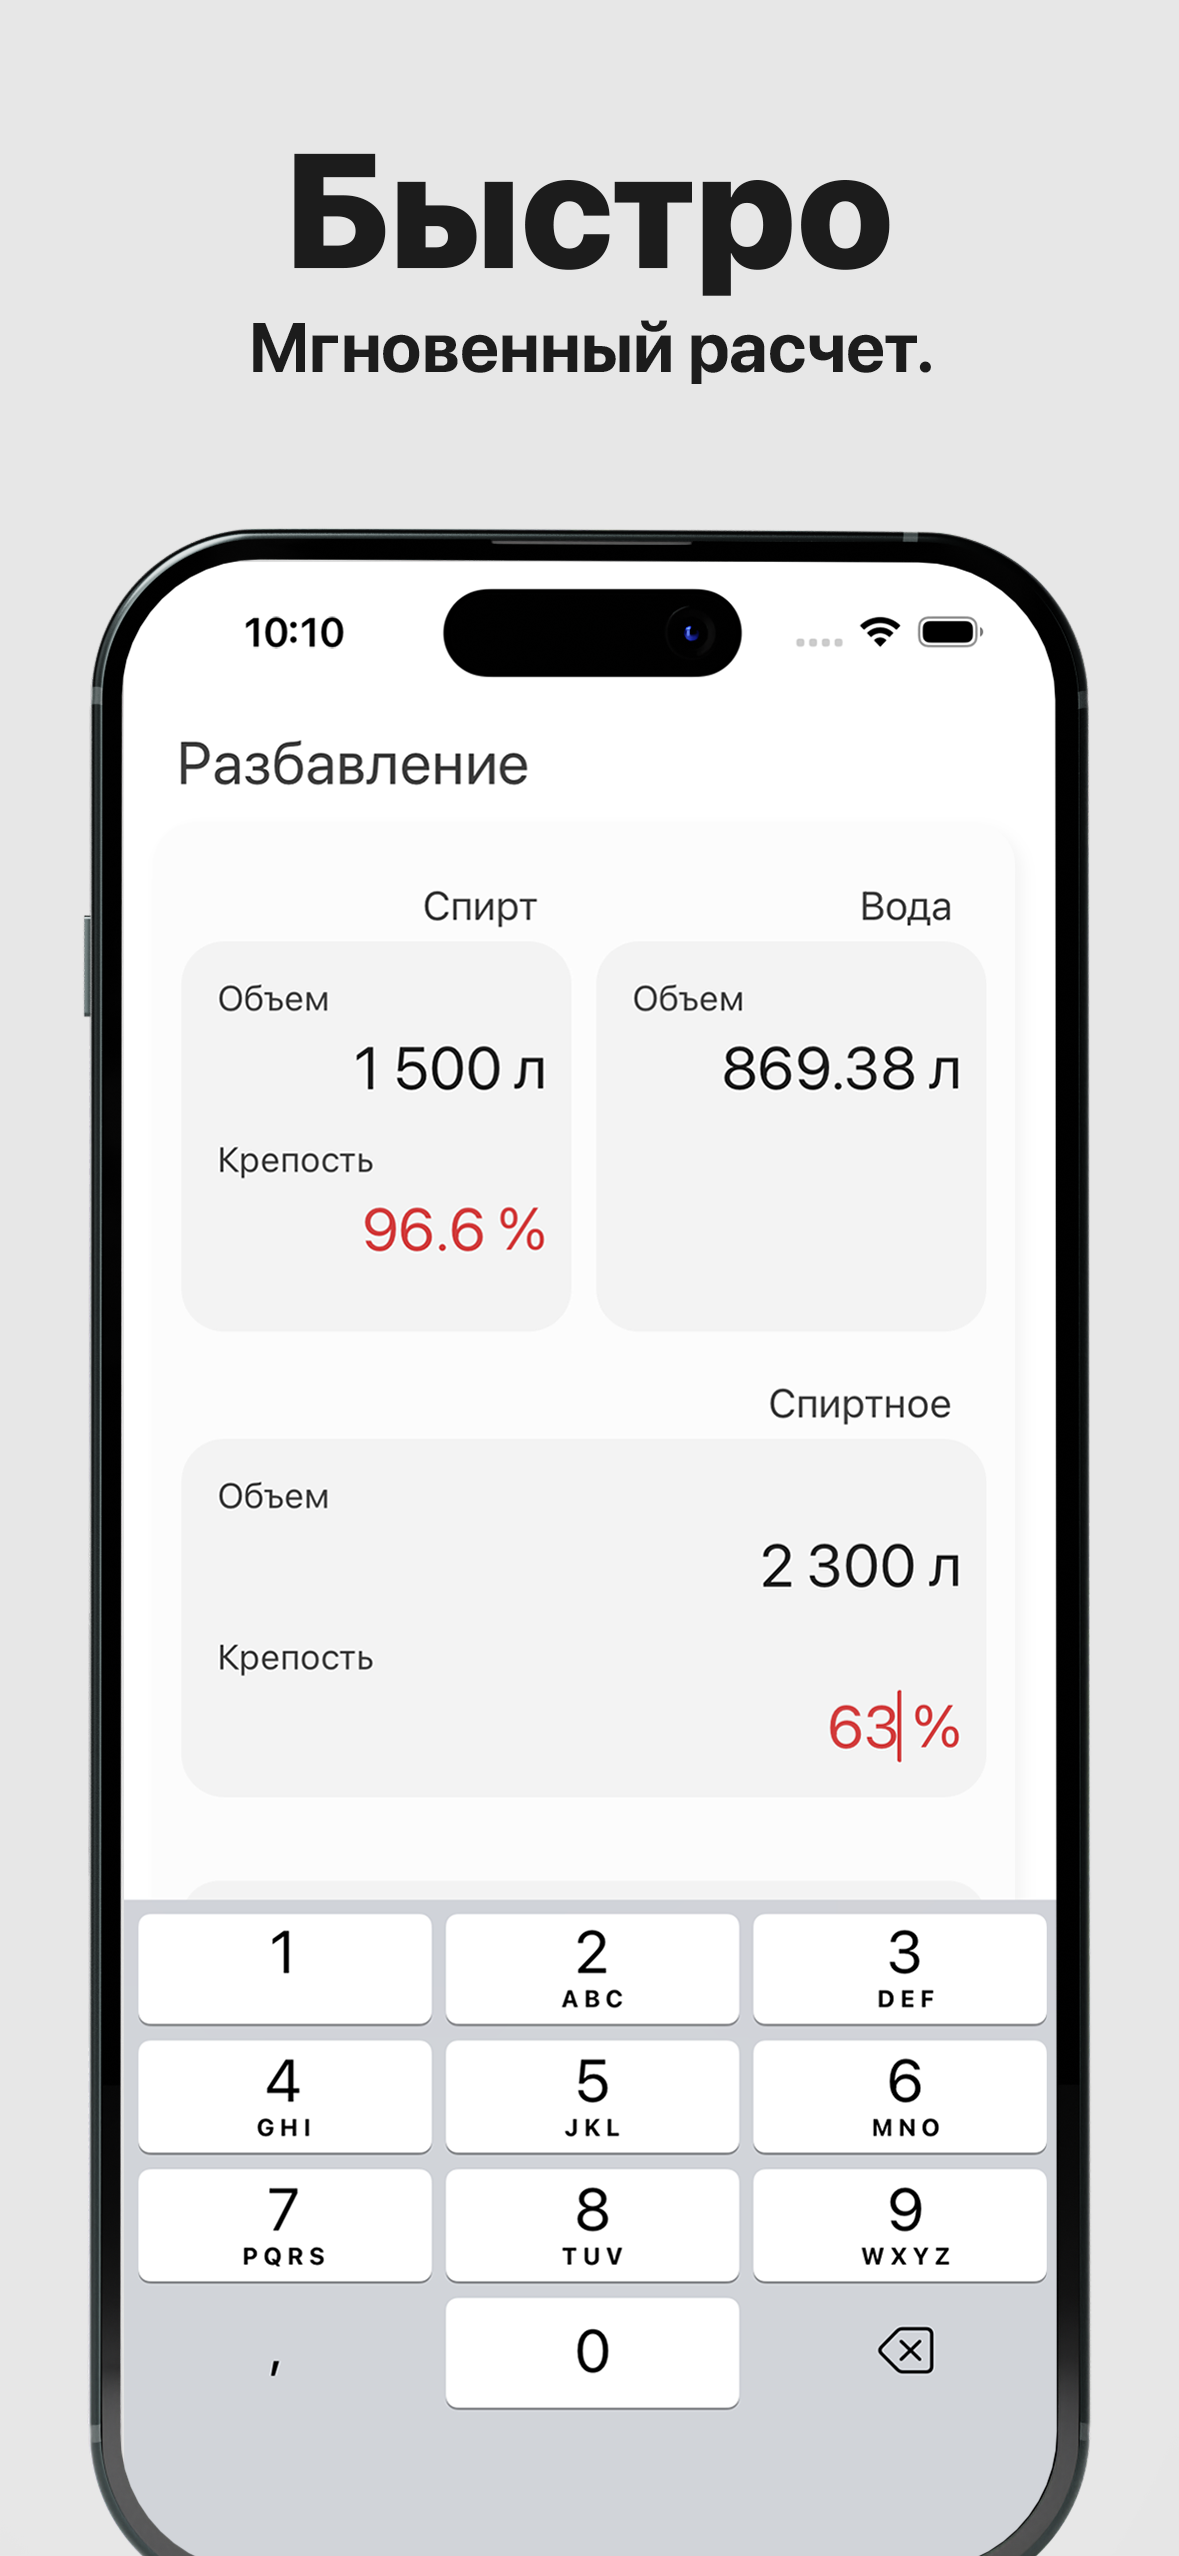 Быстро
Мгновенный расчет.
10:10
Разбавление
Спирт
Вода
Объем
Объем
1 500 л
869.38 л
Крепость
96.6 %
Спиртное
Объем
2 300 л
Крепость
63 %
1
2
3
ABC
DEF
4
5
6
GHI
JKL
MNO
7
8
9
PQRS
TUV
WXYZ
,
0